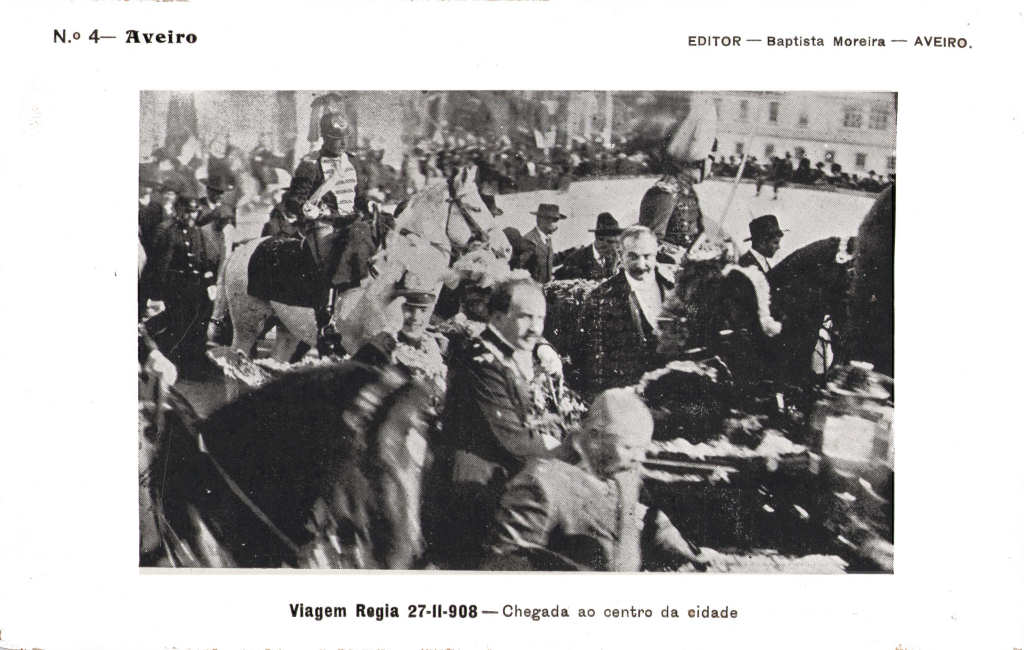 N.º 4— Aveiro
EDITOR — Baptista Moreira — AVEIRO.
Viagem Regia 27-II-908 — Chegada ao centro da cidade